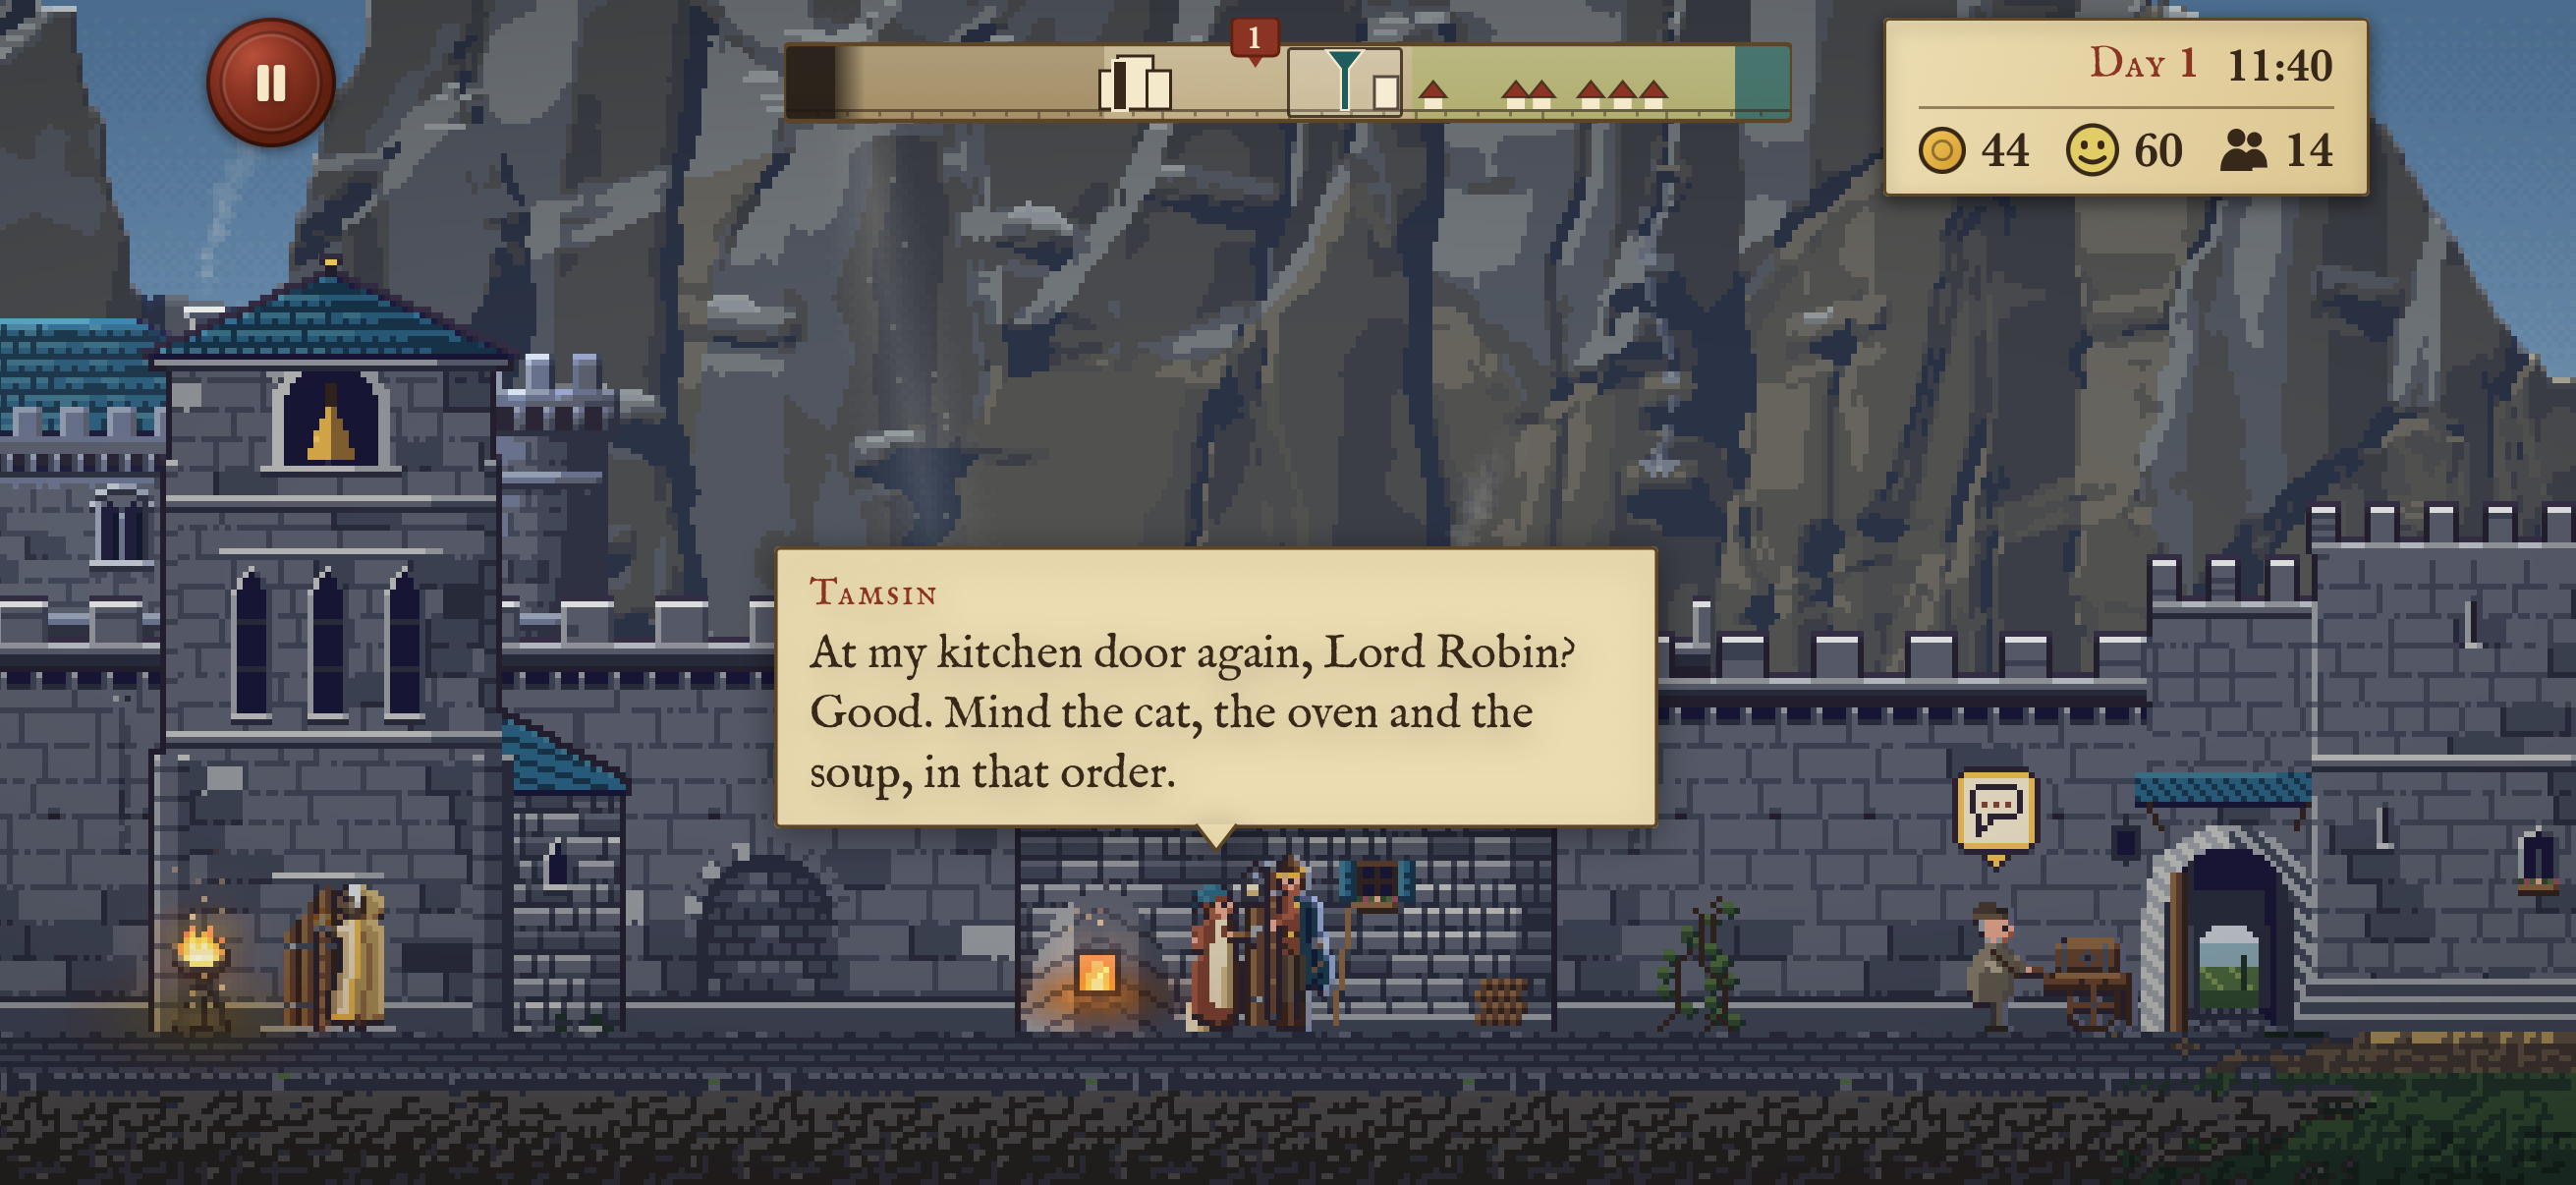 1
Day 1 11:40
44 60 14
Tamsin
At my kitchen door again, Lord Robin?
Good. Mind the cat, the oven and the
soup, in that order.